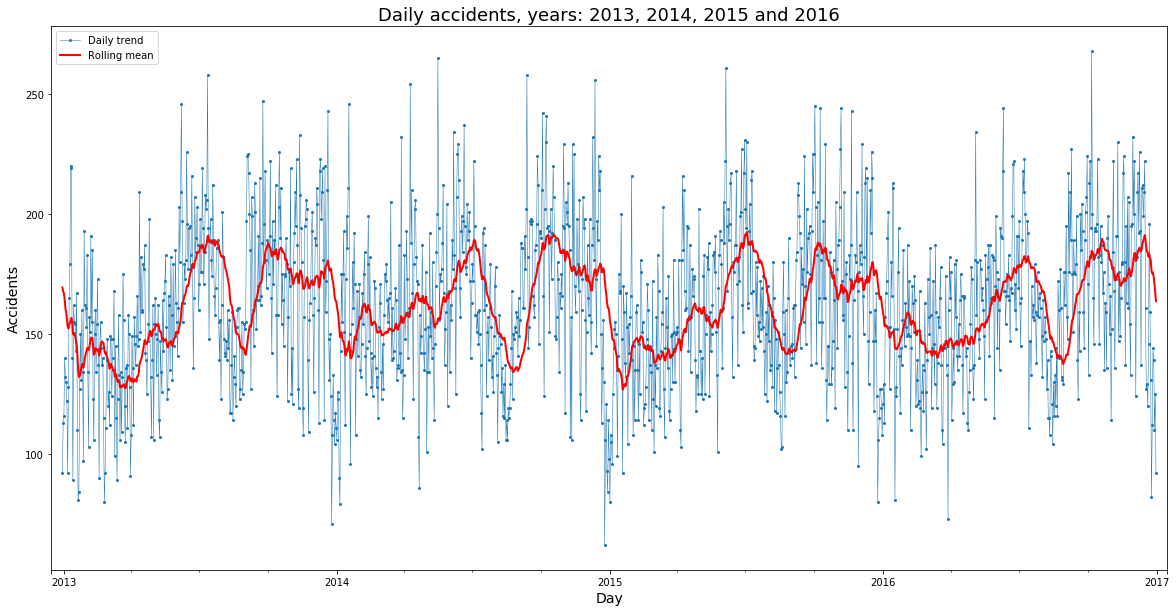 Daily accidents, years: 2013, 2014, 2015 and 2016
Daily trend
Rolling mean
Accidents
250
200
150
100
2013
2014
2015
2016
2017
Day